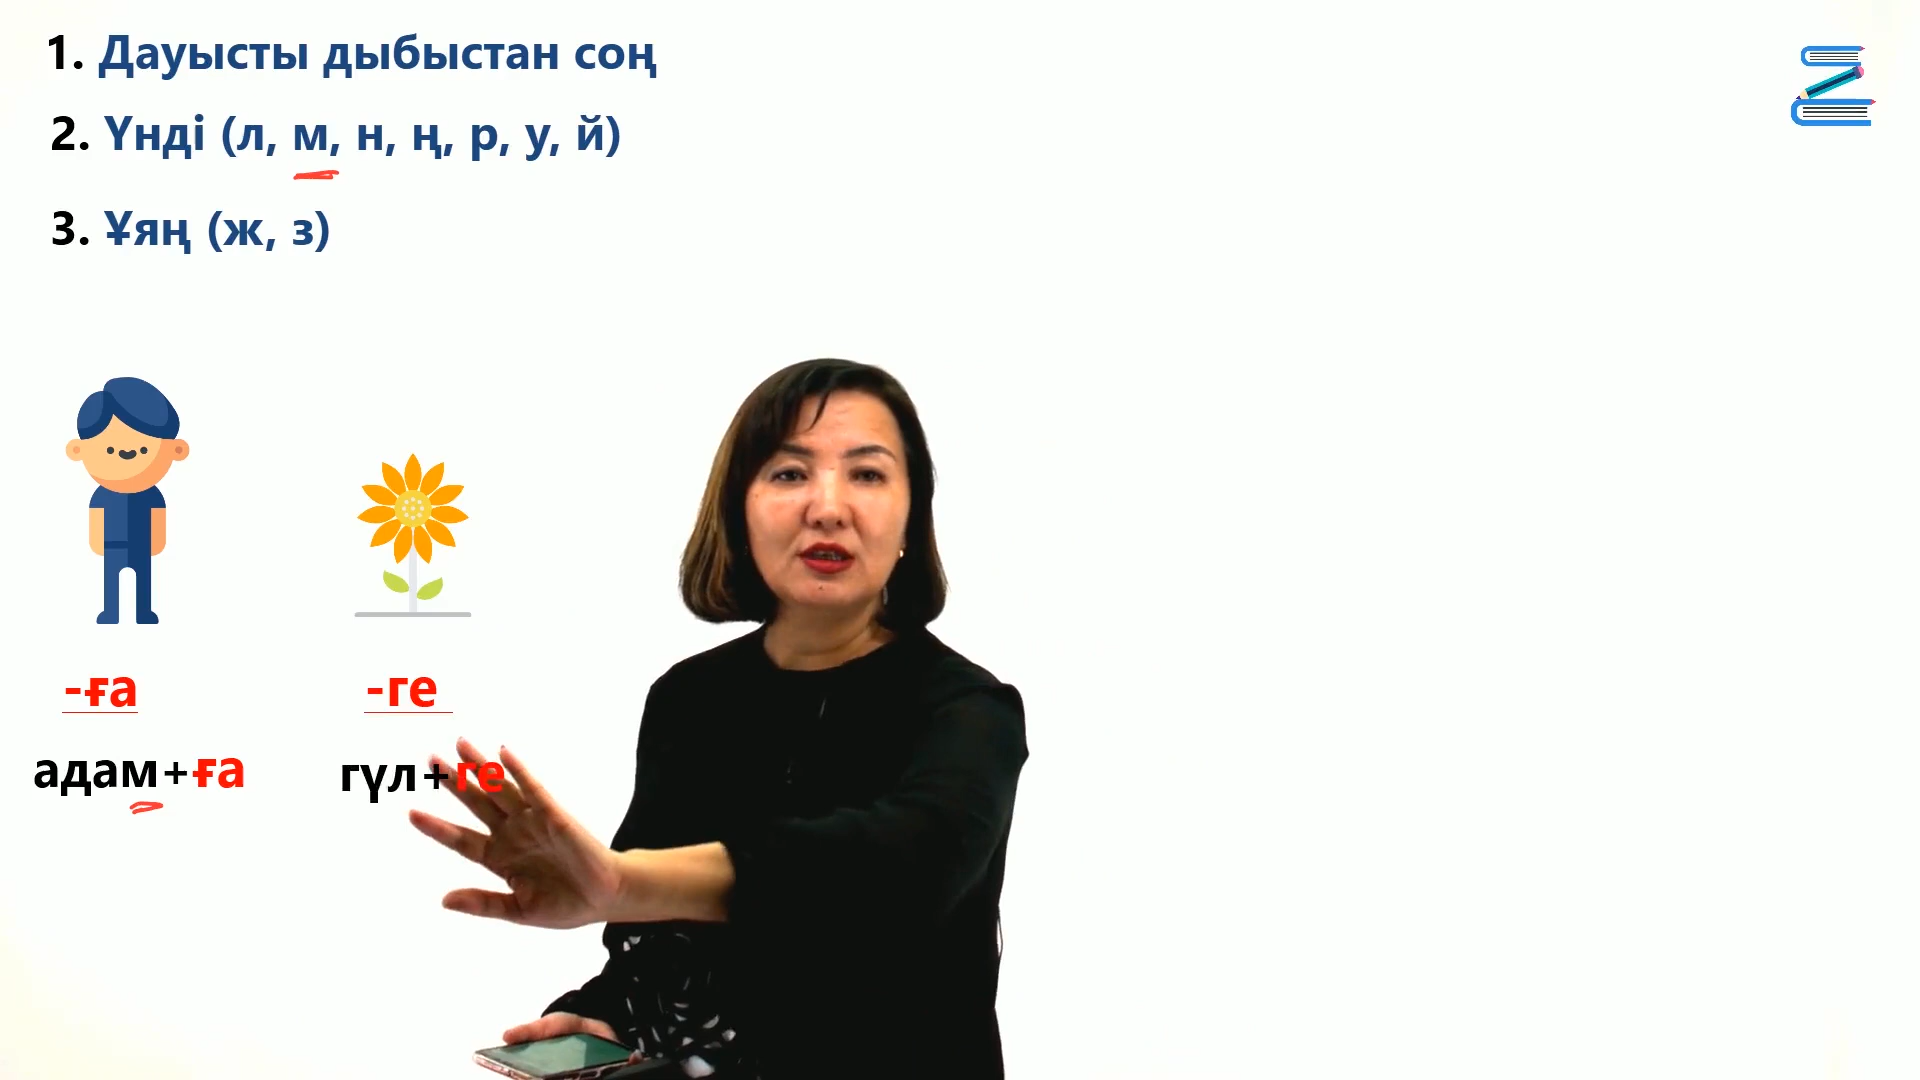 1. Дауысты дыбыстан соң
2. Үнді (л, м, н, ң, р, у, й)
3. Ұяң (ж, з)
-ға
-ге
адам+ға
гүл+ге